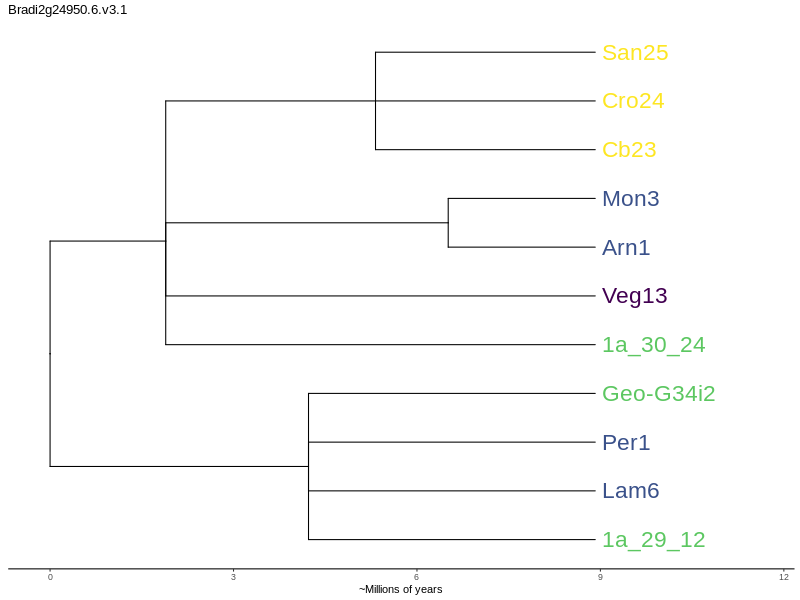 Bradi2g24950.6.v3.1
San25
Cro24
Cb23
Mon3
Arn1
Veg13
1a_30_24
Geo-G34i2
Per1
Lam6
1a_29_12
0 3 6 9 12
~Millions of years